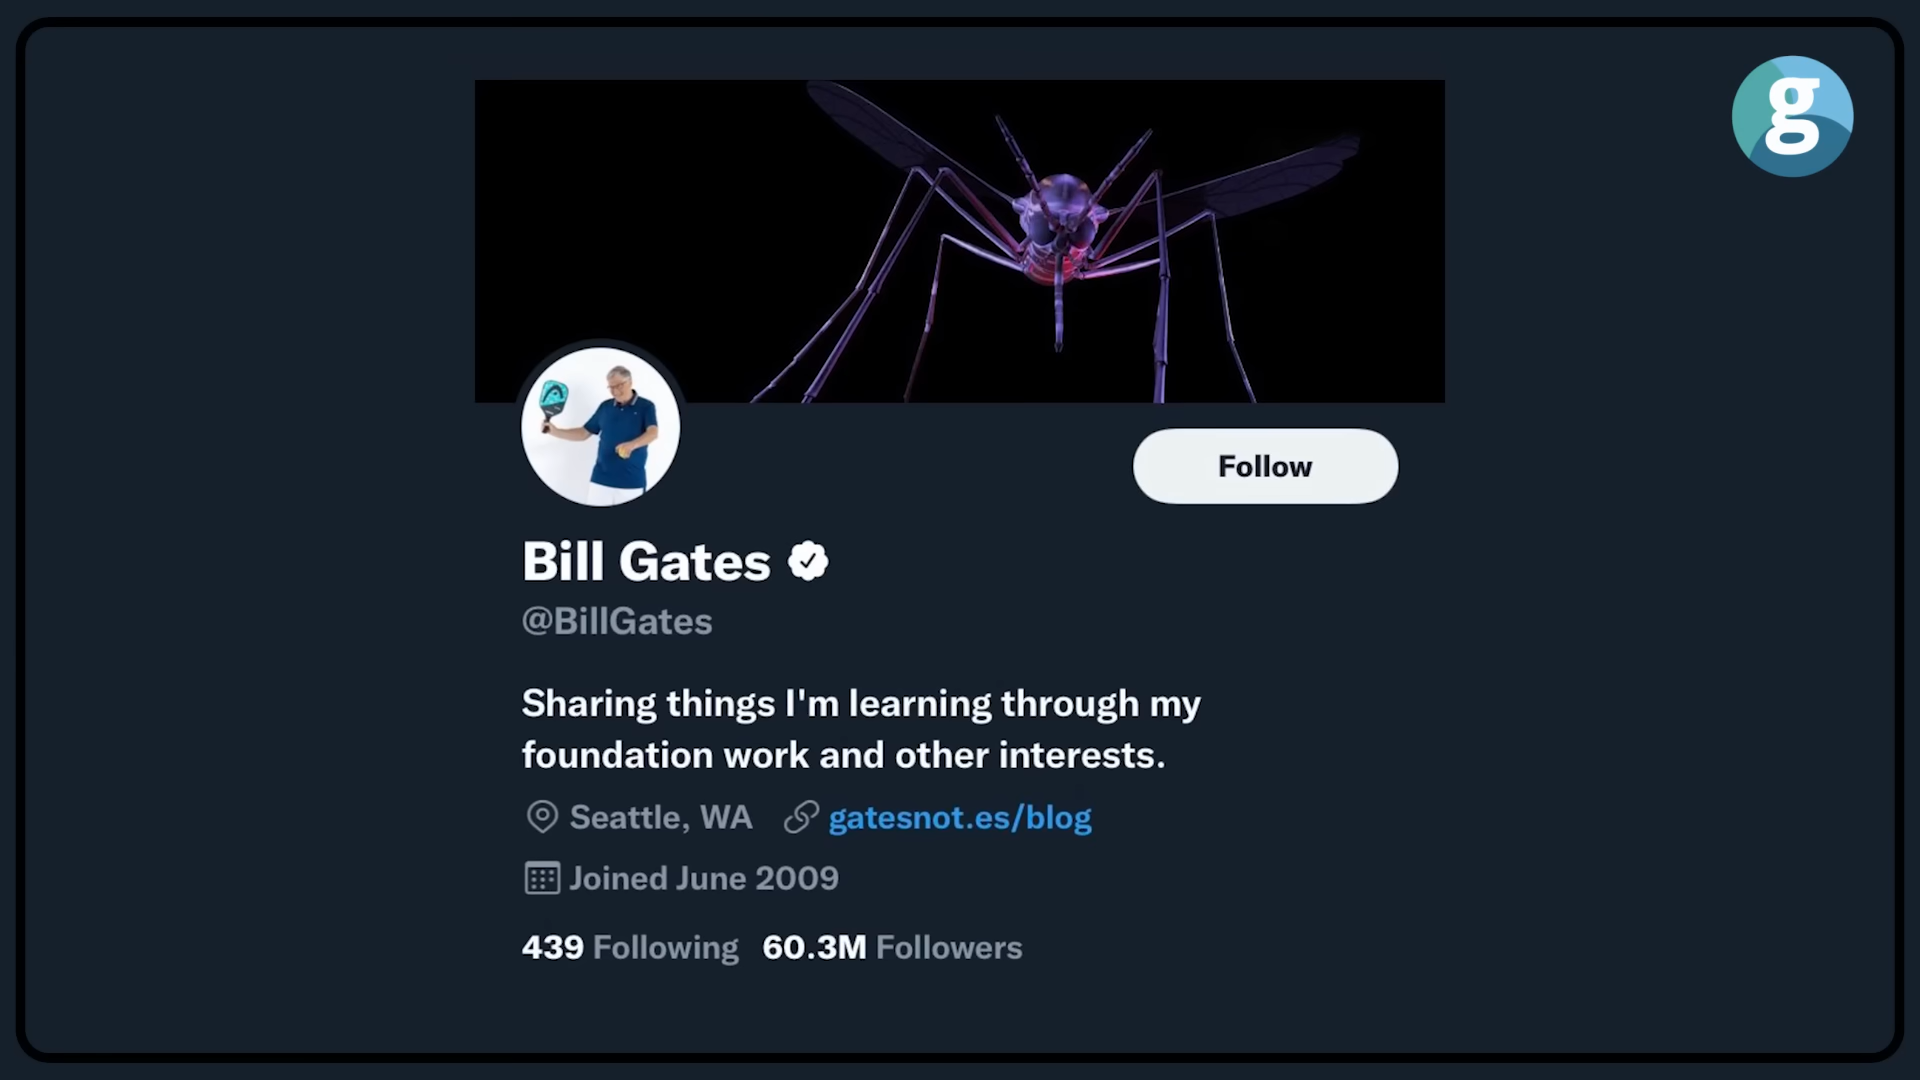 g
Follow
Bill Gates
@BillGates
Sharing things I'm learning through my
foundation work and other interests.
Seattle, WA gatesnot.es/blog
Joined June 2009
439 Following 60.3M Followers